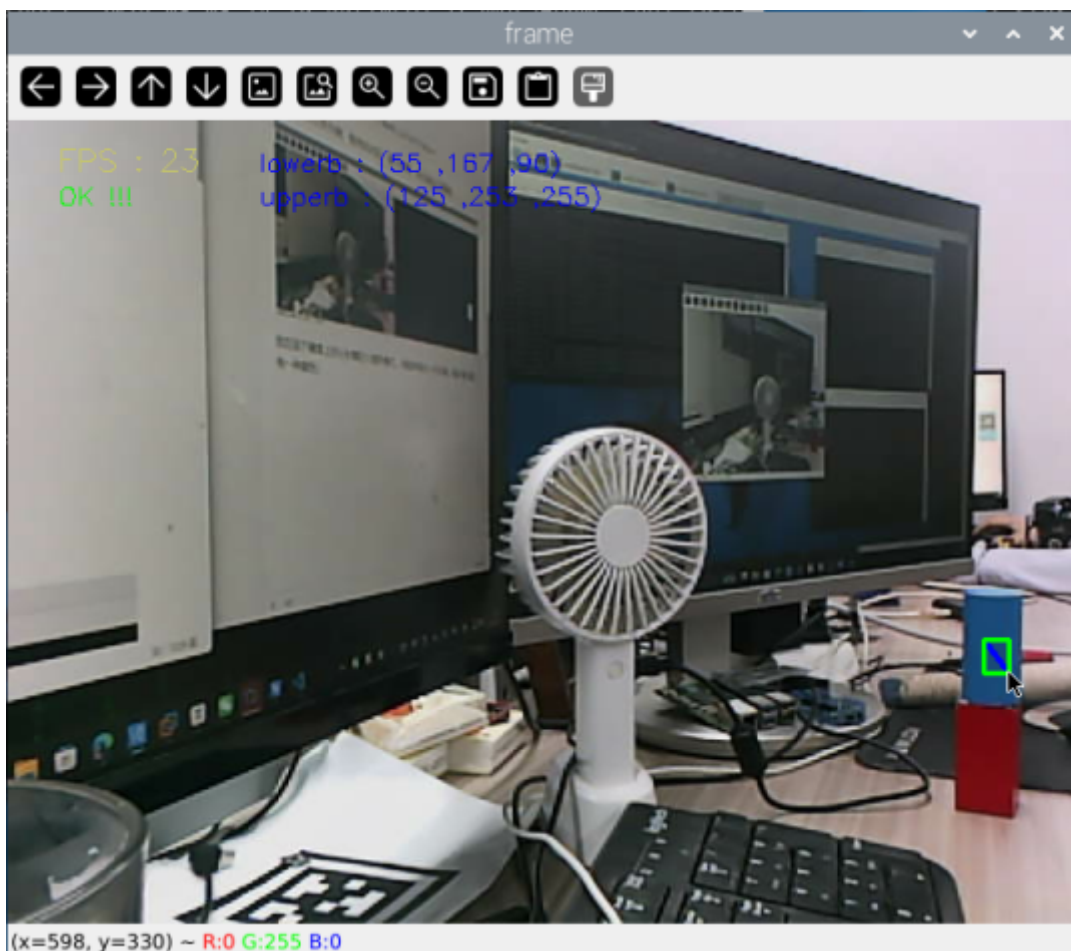 frame
FPS : 23
lowerb : (55 ,167 ,90)
OK !!!
upperb : (125 ,253 ,255)
(x=598, y=330) ~ R:0 G:255 B:0